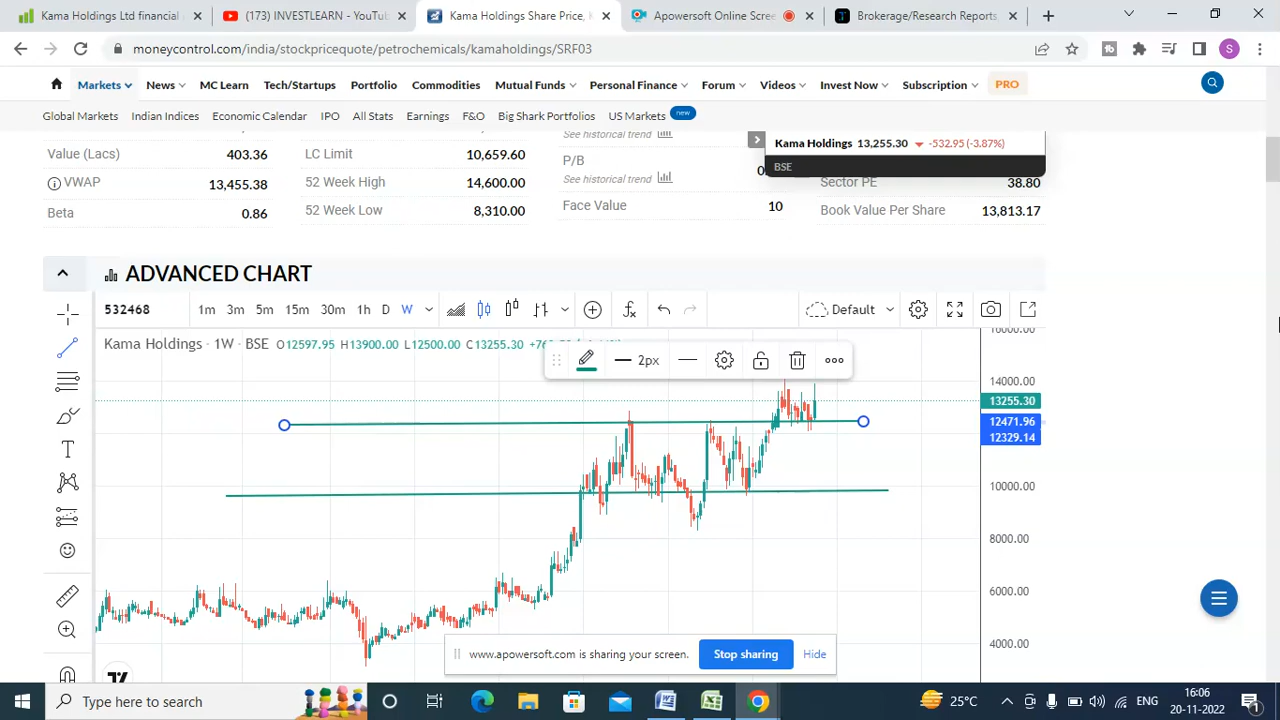 Kama Holdings Financial
(173) INVESTLEARN - YouTube
Kama Holdings Share Price, K
Apowersoft Online Scree
Brokerage/Research Reports
moneycontrol.com/india/stockpricequote/petrochemicals/kamaholdings/SRF03
S
Markets News MC Learn Tech/Startups Portfolio Commodities Mutual Funds Personal Finance Forum Videos Invest Now Subscription PRO
Global Markets Indian Indices Economic Calendar IPO All Stats Earnings F&O Big Shark Portfolios US Markets new
See historical trend
Kama Holdings 13,255.30 -532.95 (-3.87%)
BSE
Value (Lacs) 403.36
LC Limit 10,659.60
P/B
See historical trend
VWAP 13,455.38
52 Week High 14,600.00
Sector PE 38.80
Beta 0.86
52 Week Low 8,310.00
Face Value 10
Book Value Per Share 13,813.17
ADVANCED CHART
532468 1m 3m 5m 15m 30m 1h D W Default
Kama Holdings · 1W · BSE O12597.95 H13900.00 L12500.00 C13255.30
2px
16000.00
14000.00
13255.30
12471.96
12329.14
10000.00
8000.00
6000.00
4000.00
www.apowersoft.com is sharing your screen. Stop sharing Hide
Type here to search
25°C
ENG
16:06
20-11-2022
1